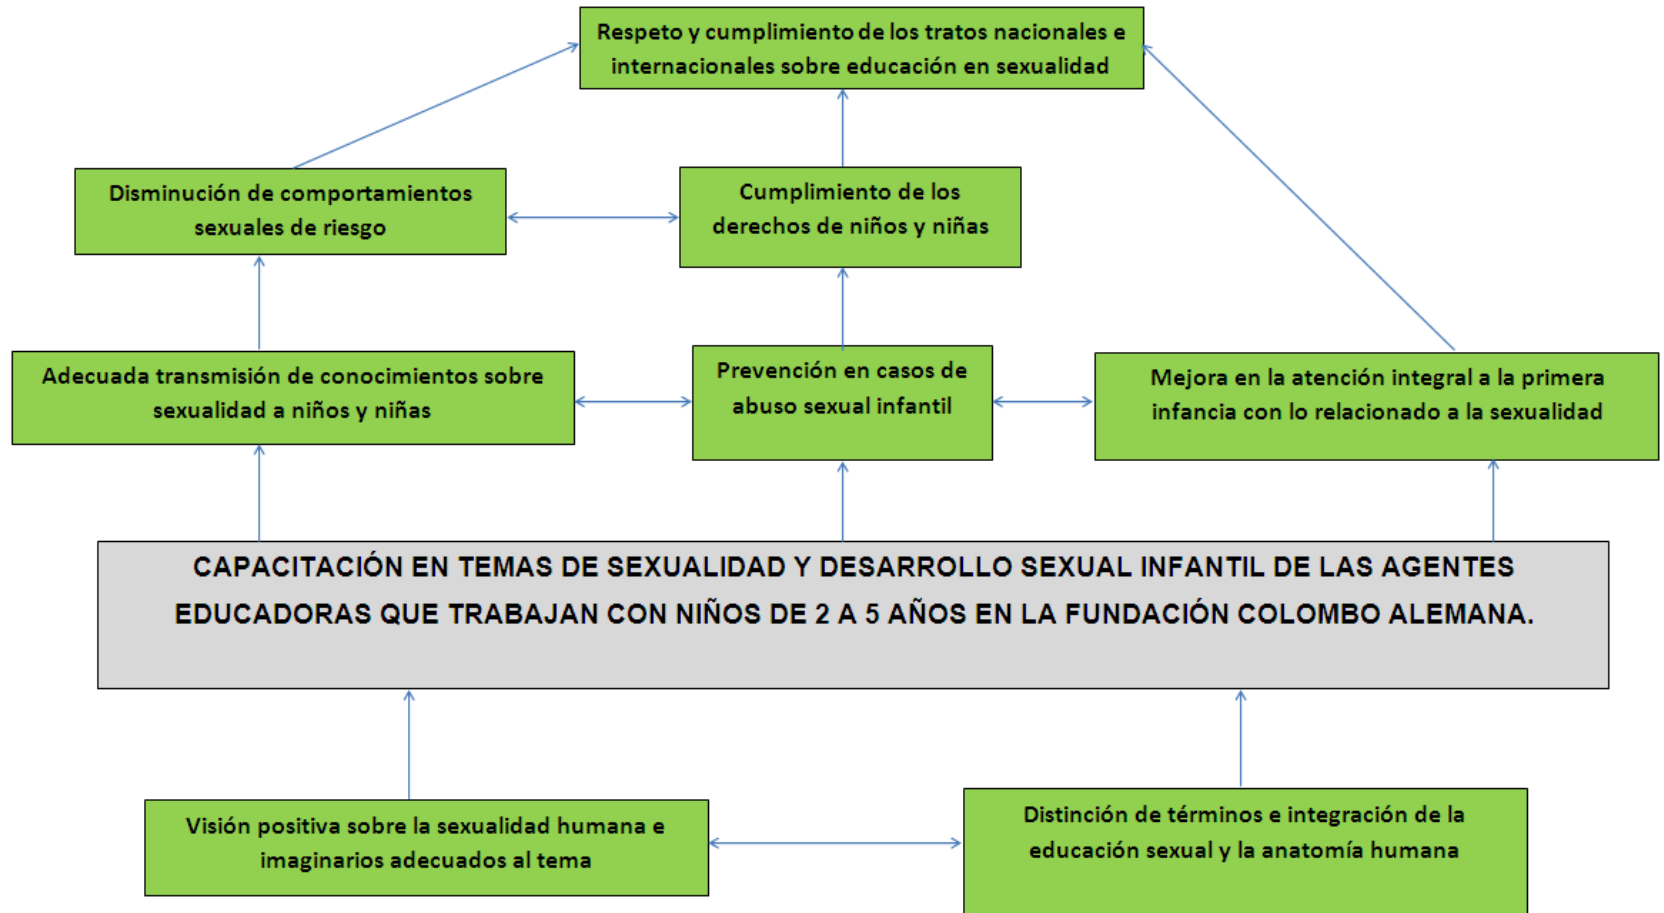 Respeto y cumplimiento de los tratos nacionales e
internacionales sobre educación en sexualidad
Disminución de comportamientos
sexuales de riesgo
Cumplimiento de los
derechos de niños y niñas
Adecuada transmisión de conocimientos sobre
sexualidad a niños y niñas
Prevención en casos de
abuso sexual infantil
Mejora en la atención integral a la primera
infancia con lo relacionado a la sexualidad
CAPACITACIÓN EN TEMAS DE SEXUALIDAD Y DESARROLLO SEXUAL INFANTIL DE LAS AGENTES
EDUCADORAS QUE TRABAJAN CON NIÑOS DE 2 A 5 AÑOS EN LA FUNDACIÓN COLOMBO ALEMANA.
Visión positiva sobre la sexualidad humana e
imaginarios adecuados al tema
Distinción de términos e integración de la
educación sexual y la anatomía humana